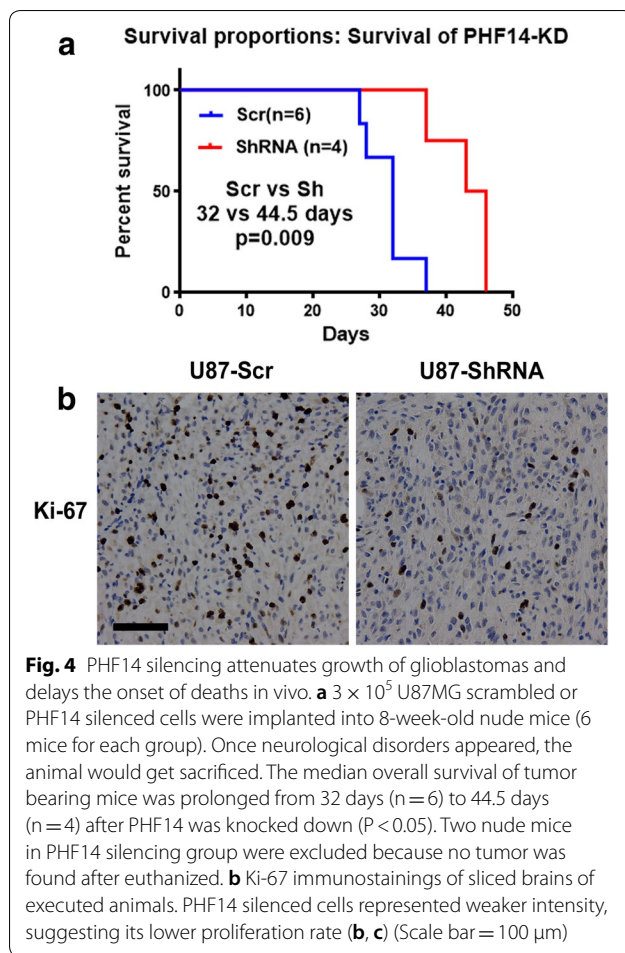 a
Survival proportions: Survival of PHF14-KD
Percent survival
100
50
0
Scr(n=6)
ShRNA (n=4)
Scr vs Sh
32 vs 44.5 days
p=0.009
0 10 20 30 40 50
Days
U87-Scr U87-ShRNA
b
Ki-67
Fig. 4 PHF14 silencing attenuates growth of glioblastomas and
delays the onset of deaths in vivo. a 3 × 10⁵ U87MG scrambled or
PHF14 silenced cells were implanted into 8-week-old nude mice (6
mice for each group). Once neurological disorders appeared, the
animal would get sacrificed. The median overall survival of tumor
bearing mice was prolonged from 32 days (n = 6) to 44.5 days
(n = 4) after PHF14 was knocked down (P < 0.05). Two nude mice
in PHF14 silencing group were excluded because no tumor was
found after euthanized. b Ki-67 immunostainings of sliced brains of
executed animals. PHF14 silenced cells represented weaker intensity,
suggesting its lower proliferation rate (b, c) (Scale bar = 100 μm)